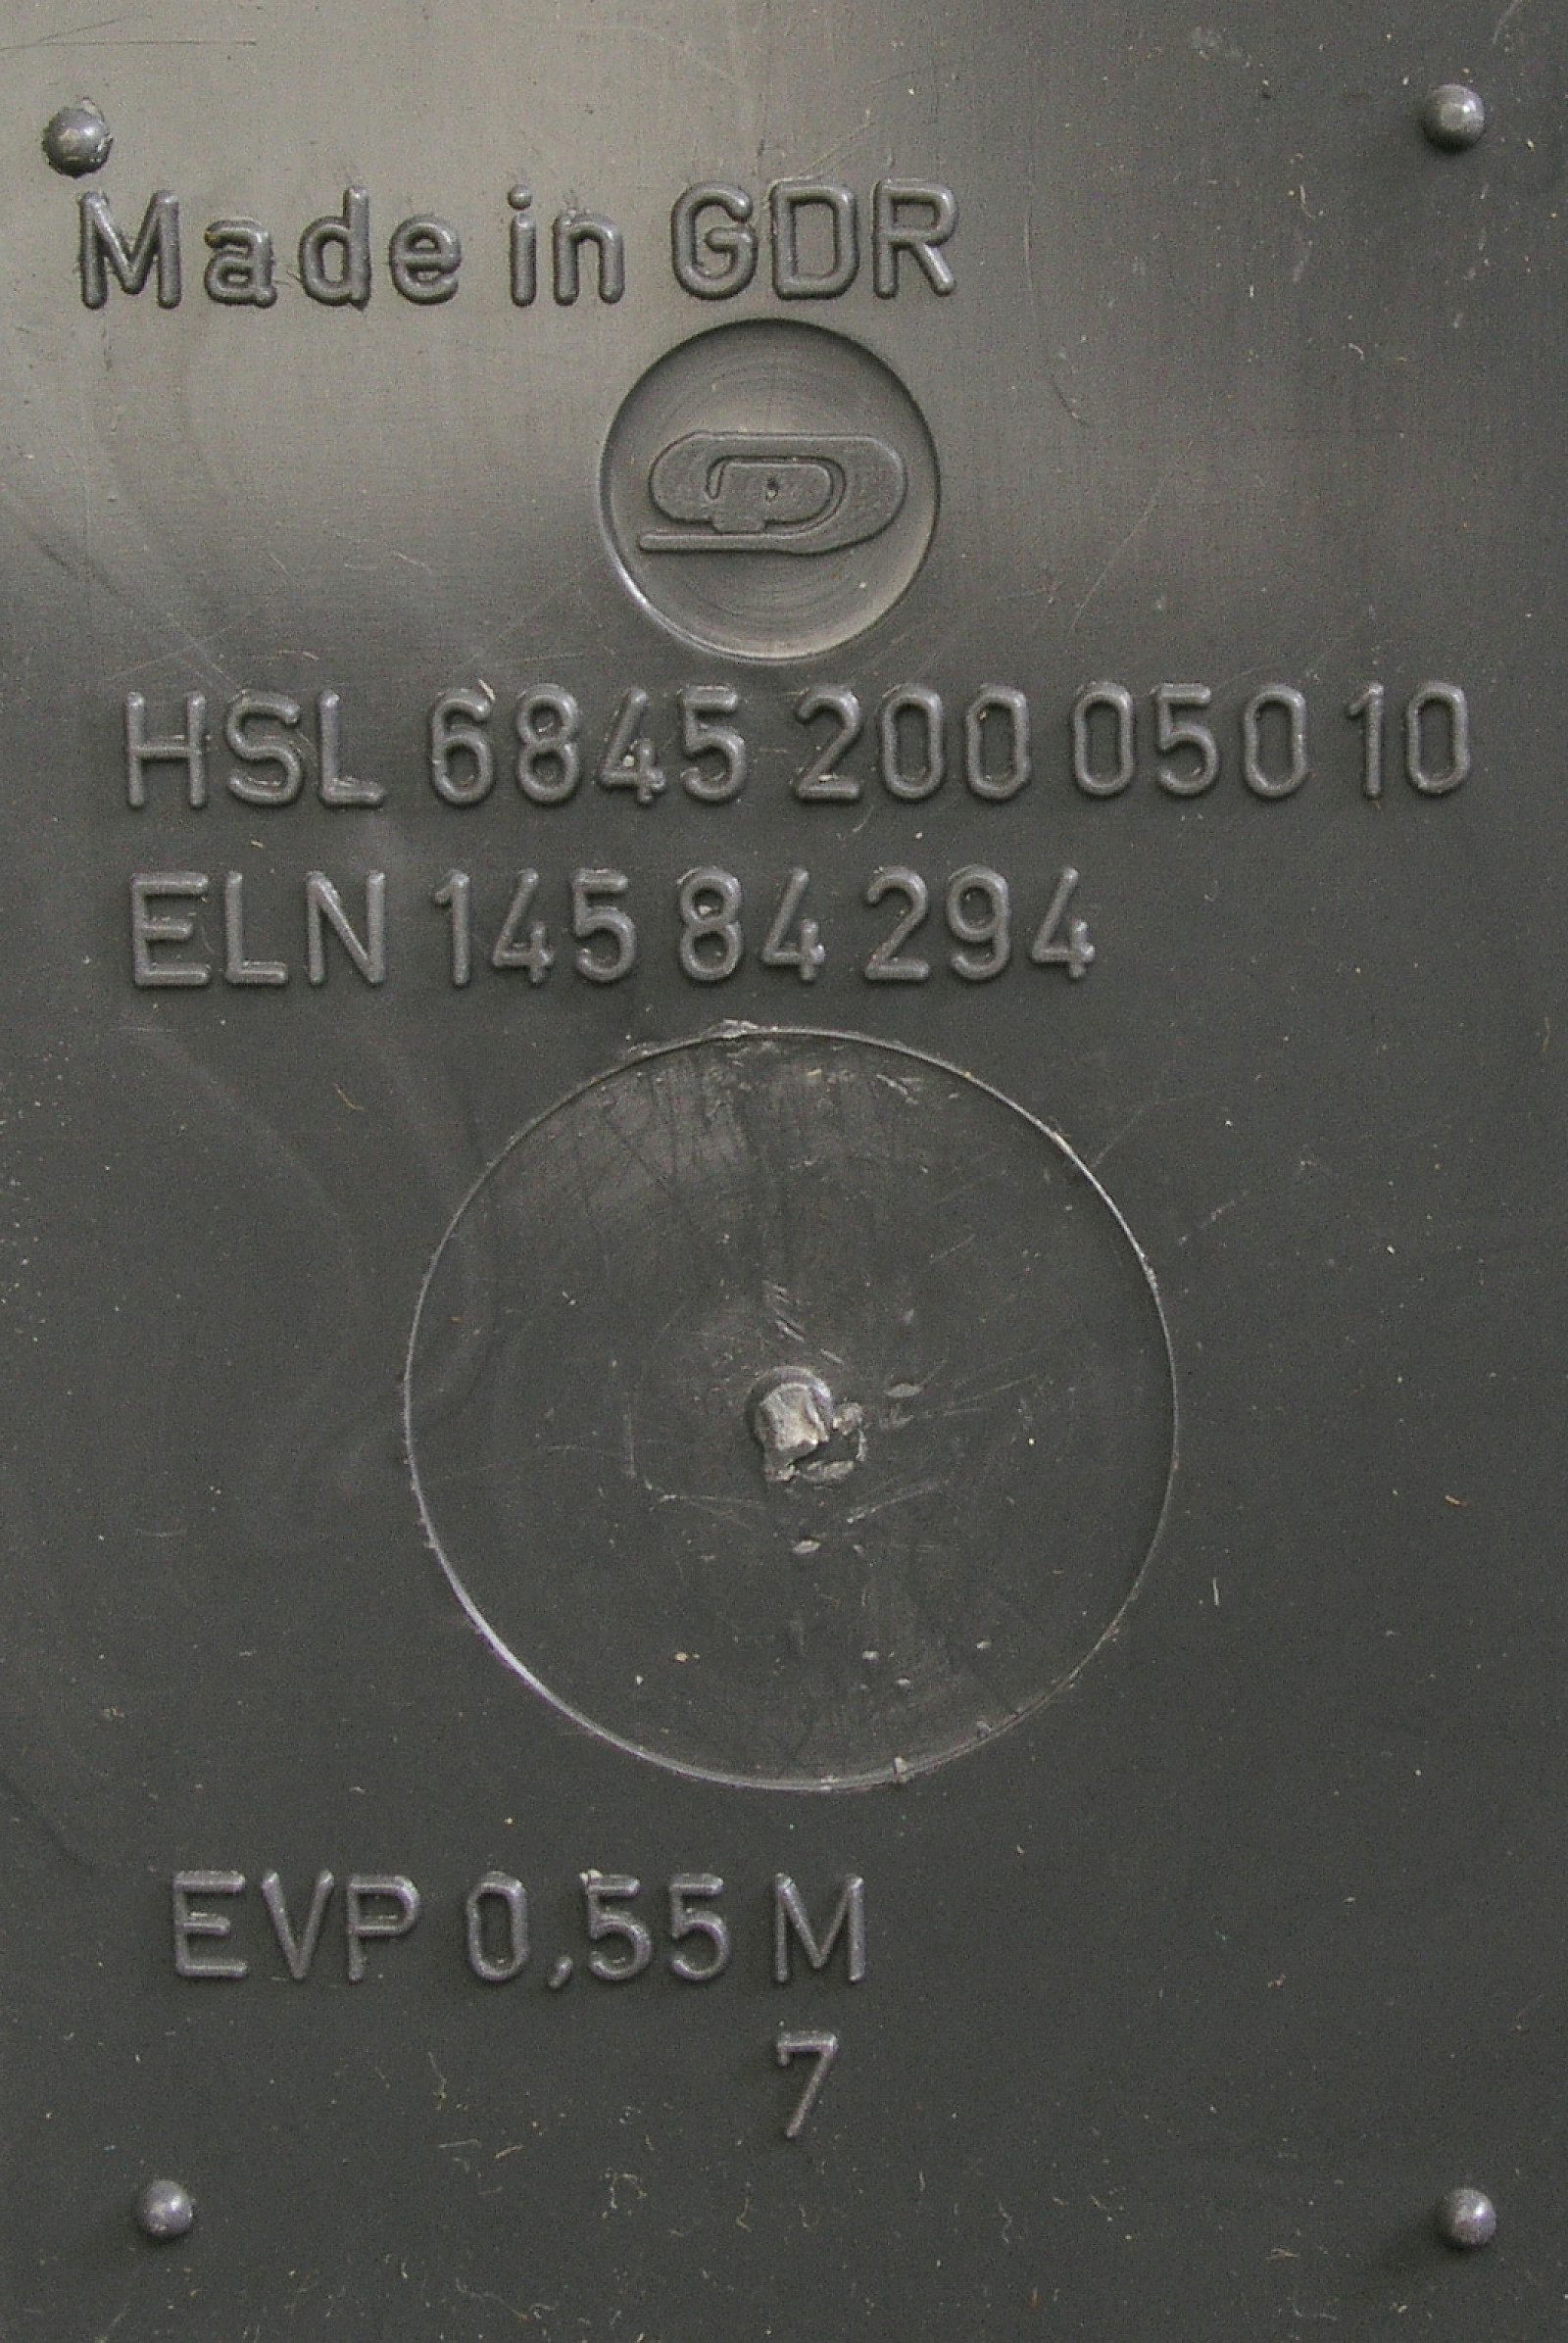 Made in GDR
HSL 6845 200 050 10
ELN 145 84 294
EVP 0,55 M
7